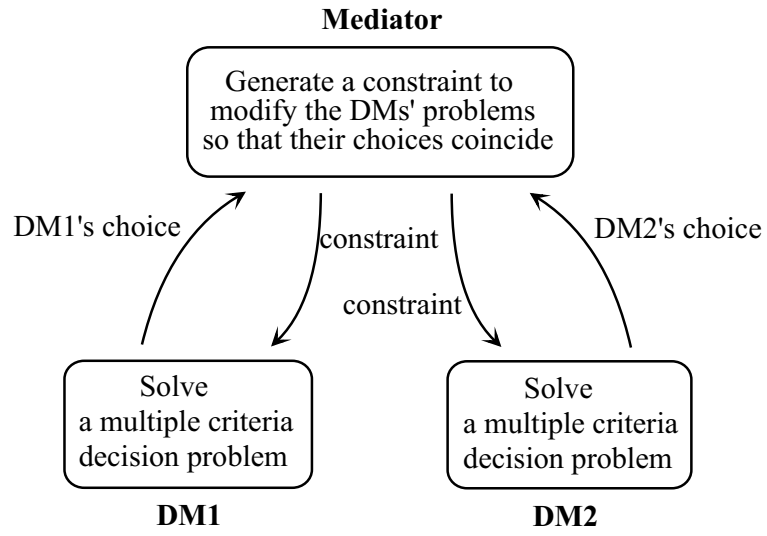 Mediator
Generate a constraint to
modify the DMs' problems
so that their choices coincide
DM1's choice
constraint
DM2's choice
constraint
Solve
a multiple criteria
decision problem
DM1
Solve
a multiple criteria
decision problem
DM2